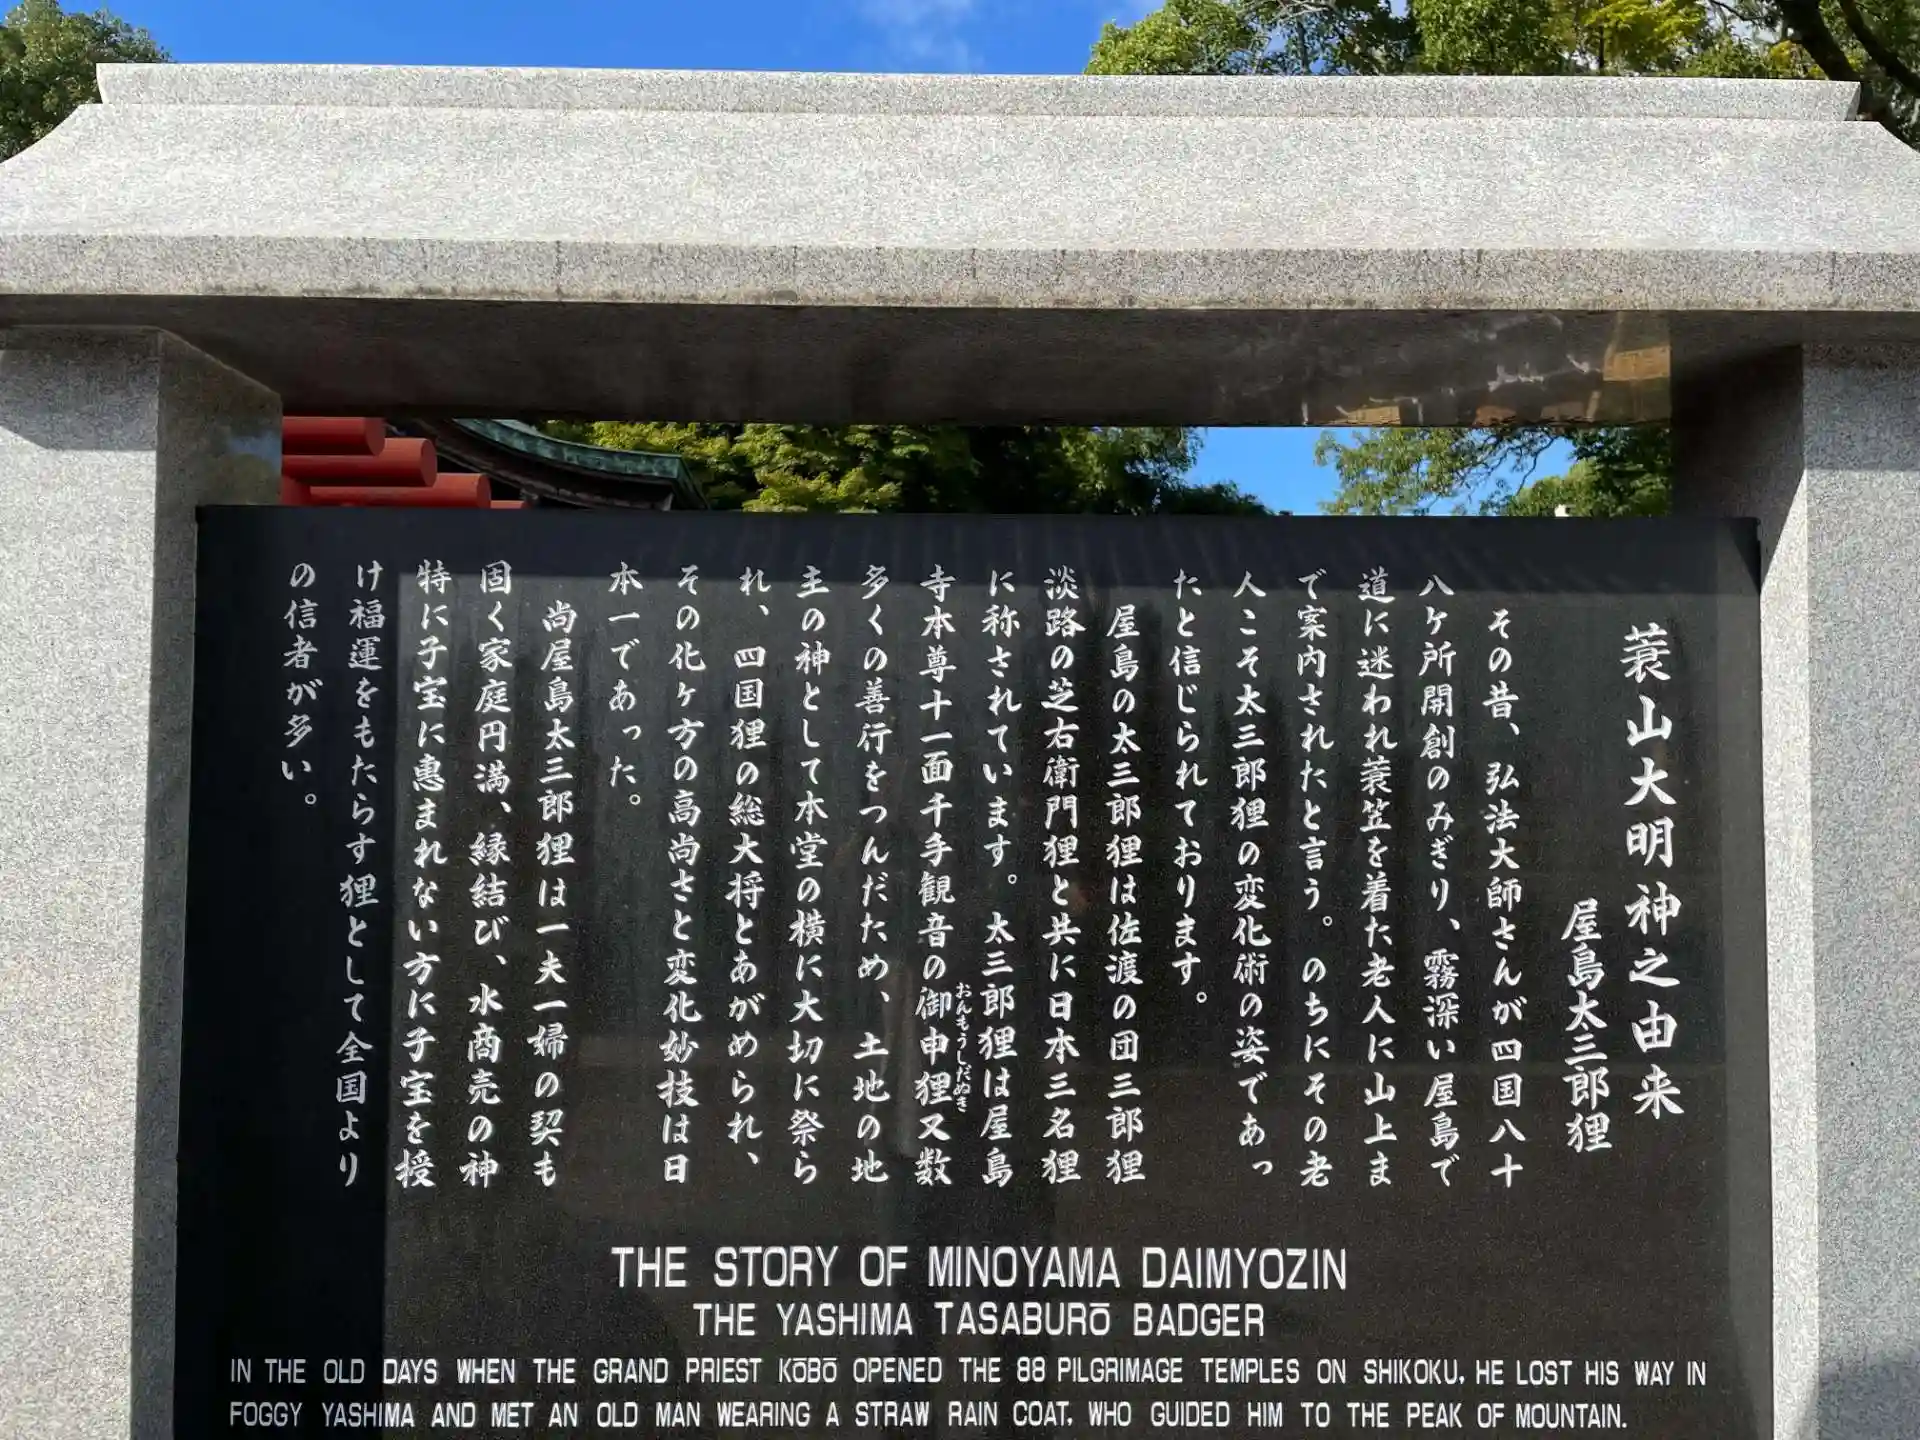 蓑山大明神之由来
屋島太三郎狸
その昔、弘法大師さんが四国八十
八ケ所開創のみぎり、霧深い屋島で
道に迷われ蓑笠を着た老人に山上ま
で案内されたと言う。のちにその老
人こそ太三郎狸の変化術の姿であっ
たと信じられております。
屋島の太三郎狸は佐渡の団三郎狸
淡路の芝右衛門狸と共に日本三名狸
に称されています。太三郎狸は屋島
寺本尊十一面千手観音の御申狸又数
おんもうしだぬき
多くの善行をつんだため、土地の地
主の神として本堂の横に大切に祭ら
れ、四国狸の総大将とあがめられ、
その化ケ方の高尚さと変化妙技は日
本一であった。
尚屋島太三郎狸は一夫一婦の契も
固く家庭円満、縁結び、水商売の神
特に子宝に恵まれない方に子宝を授
け福運をもたらす狸として全国より
の信者が多い。
THE STORY OF MINOYAMA DAIMYOZIN
THE YASHIMA TASABURō BADGER
IN THE OLD DAYS WHEN THE GRAND PRIEST KōBō OPENED THE 88 PILGRIMAGE TEMPLES ON SHIKOKU, HE LOST HIS WAY IN
FOGGY YASHIMA AND MET AN OLD MAN WEARING A STRAW RAIN COAT, WHO GUIDED HIM TO THE PEAK OF MOUNTAIN.